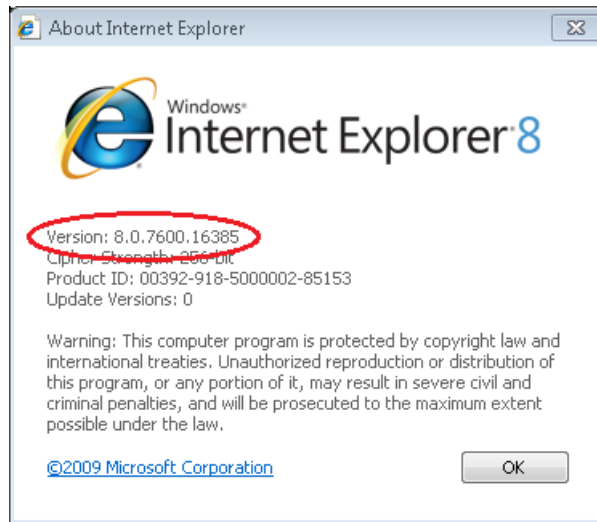 About Internet Explorer
Windows®
Internet Explorer® 8
Version: 8.0.7600.16385
Cipher Strength: 256-bit
Product ID: 00392-918-5000002-85153
Update Versions: 0
Warning: This computer program is protected by copyright law and
international treaties. Unauthorized reproduction or distribution of
this program, or any portion of it, may result in severe civil and
criminal penalties, and will be prosecuted to the maximum extent
possible under the law.
©2009 Microsoft Corporation
OK